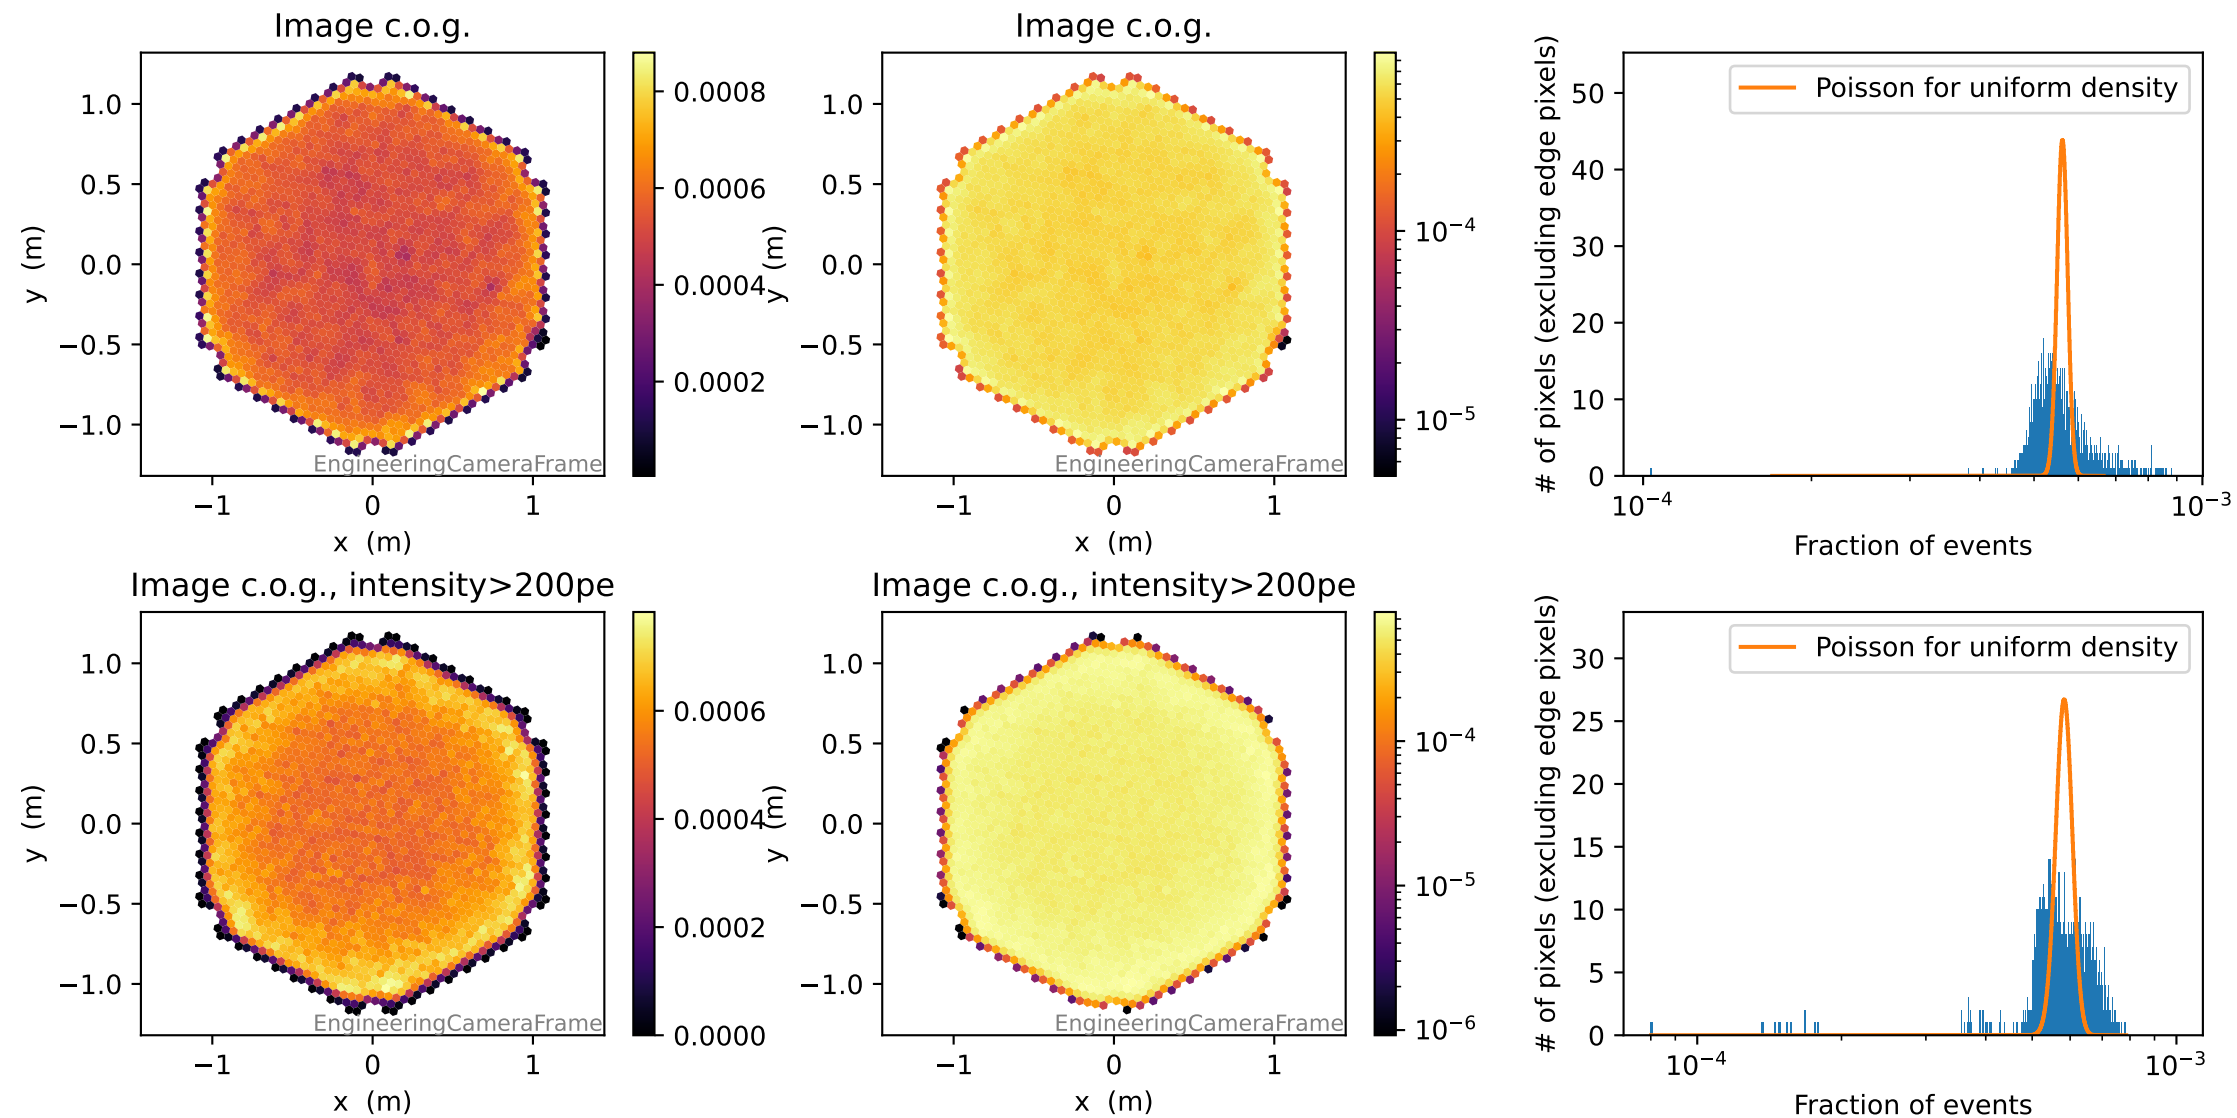 Image c.o.g.
1.0
0.5
0.0
−0.5
−1.0
y (m)
−1
0
1
x (m)
EngineeringCameraFrame
0.0008
0.0006
0.0004
0.0002
Image c.o.g.
1.0
0.5
0.0
−0.5
−1.0
y (m)
−1
0
1
x (m)
EngineeringCameraFrame
10⁻⁴
10⁻⁵
# of pixels (excluding edge pixels)
50
40
30
20
10
0
Poisson for uniform density
10⁻⁴
10⁻³
Fraction of events
Image c.o.g., intensity>200pe
1.0
0.5
0.0
−0.5
−1.0
y (m)
−1
0
1
x (m)
EngineeringCameraFrame
0.0006
0.0004
0.0002
0.0000
Image c.o.g., intensity>200pe
1.0
0.5
0.0
−0.5
−1.0
y (m)
−1
0
1
x (m)
EngineeringCameraFrame
10⁻⁴
10⁻⁵
10⁻⁶
# of pixels (excluding edge pixels)
30
25
20
15
10
5
0
Poisson for uniform density
10⁻⁴
10⁻³
Fraction of events